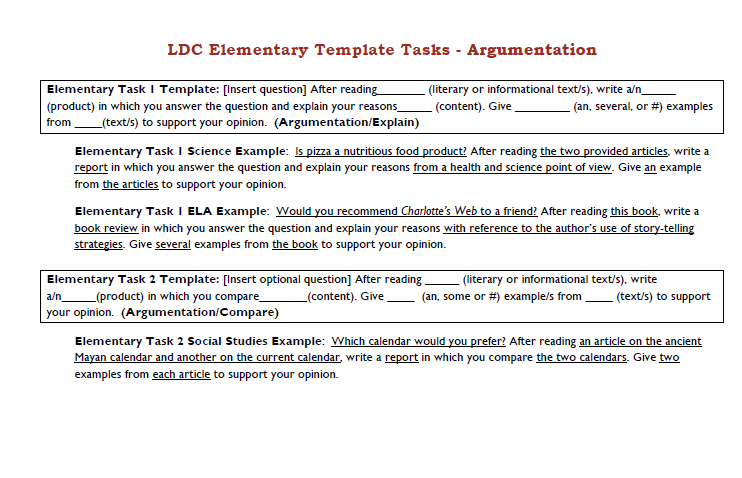 LDC Elementary Template Tasks - Argumentation
Elementary Task 1 Template: [Insert question] After reading________ (literary or informational text/s), write a/n______
(product) in which you answer the question and explain your reasons______ (content). Give __________ (an, several, or #) examples
from _____(text/s) to support your opinion. (Argumentation/Explain)
Elementary Task 1 Science Example: Is pizza a nutritious food product? After reading the two provided articles, write a
report in which you answer the question and explain your reasons from a health and science point of view. Give an example
from the articles to support your opinion.
Elementary Task 1 ELA Example: Would you recommend Charlotte's Web to a friend? After reading this book, write a
book review in which you answer the question and explain your reasons with reference to the author's use of story-telling
strategies. Give several examples from the book to support your opinion.
Elementary Task 2 Template: [Insert optional question] After reading ______ (literary or informational text/s), write
a/n______(product) in which you compare________(content). Give _____ (an, some or #) example/s from _____ (text/s) to support
your opinion. (Argumentation/Compare)
Elementary Task 2 Social Studies Example: Which calendar would you prefer? After reading an article on the ancient
Mayan calendar and another on the current calendar, write a report in which you compare the two calendars. Give two
examples from each article to support your opinion.